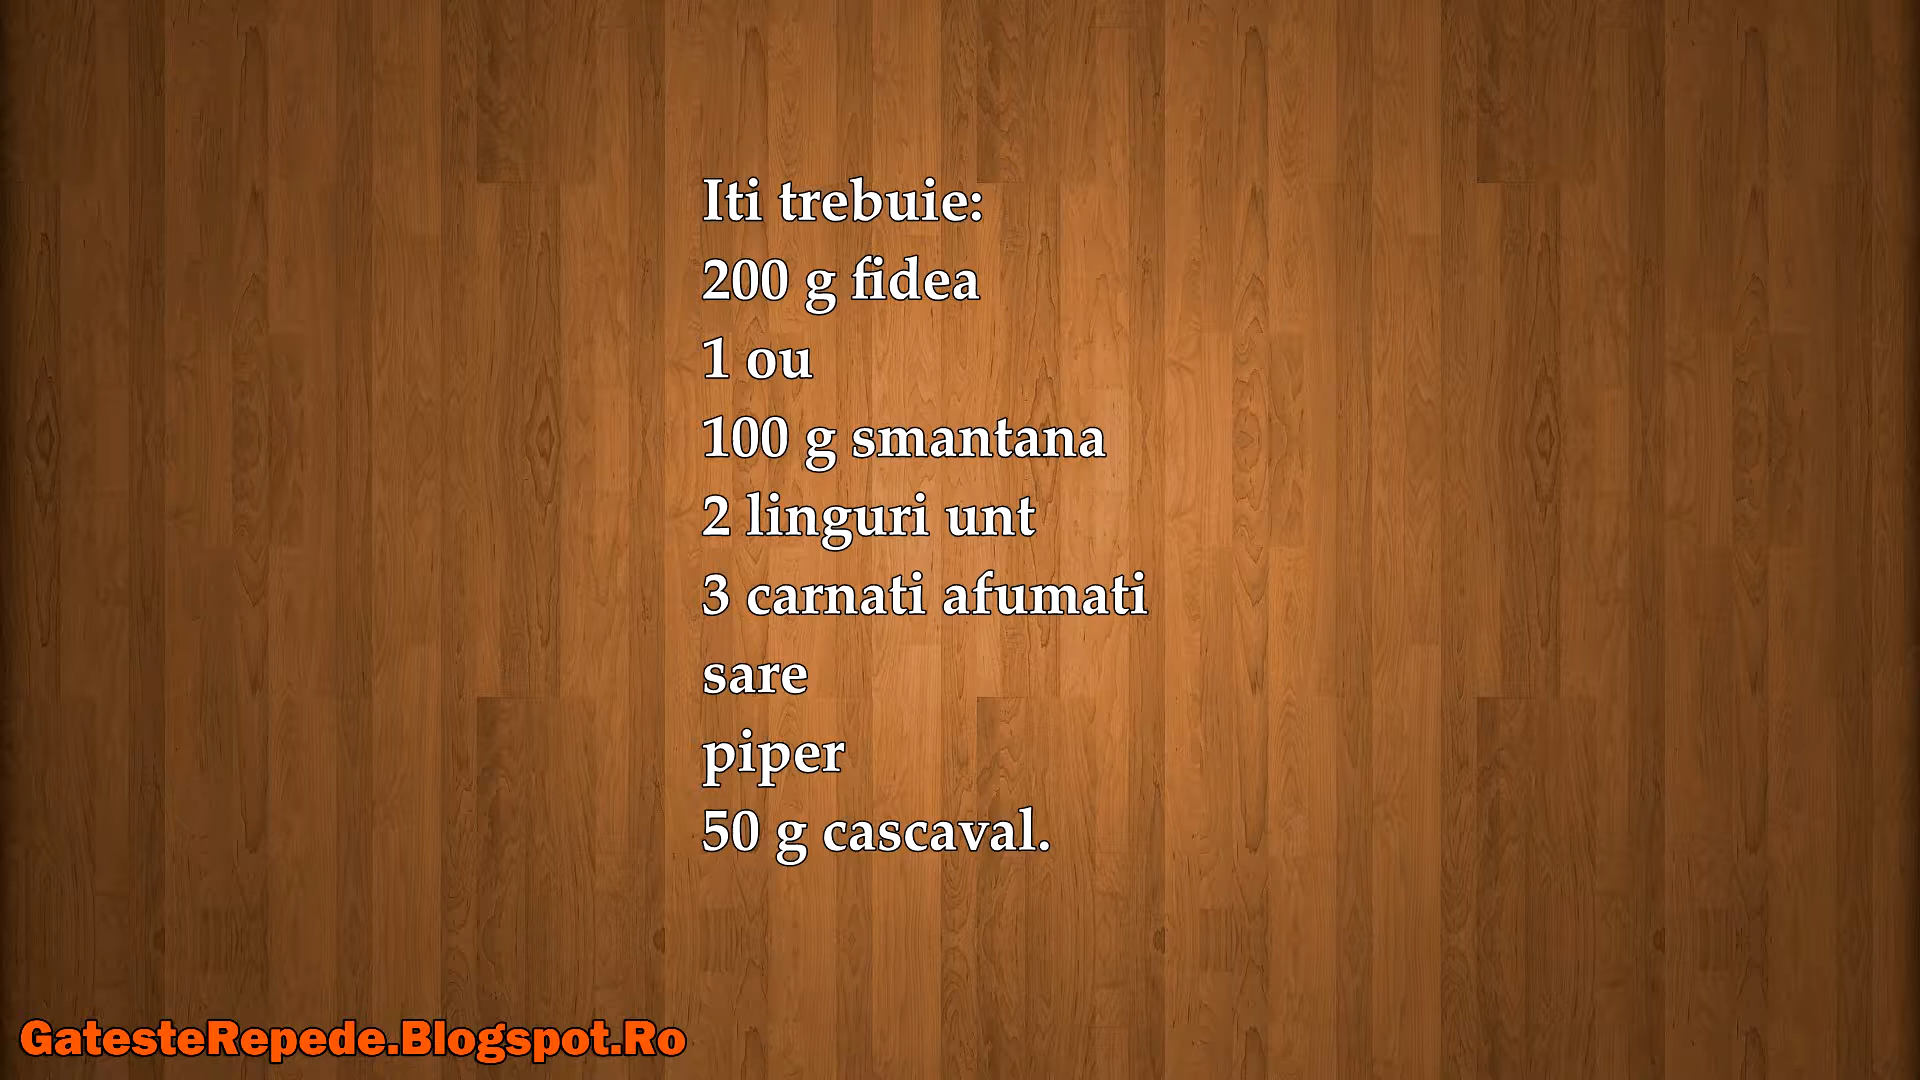 Iti trebuie:
200 g fidea
1 ou
100 g smantana
2 linguri unt
3 carnati afumati
sare
piper
50 g cascaval.
GatesteRepede.Blogspot.Ro